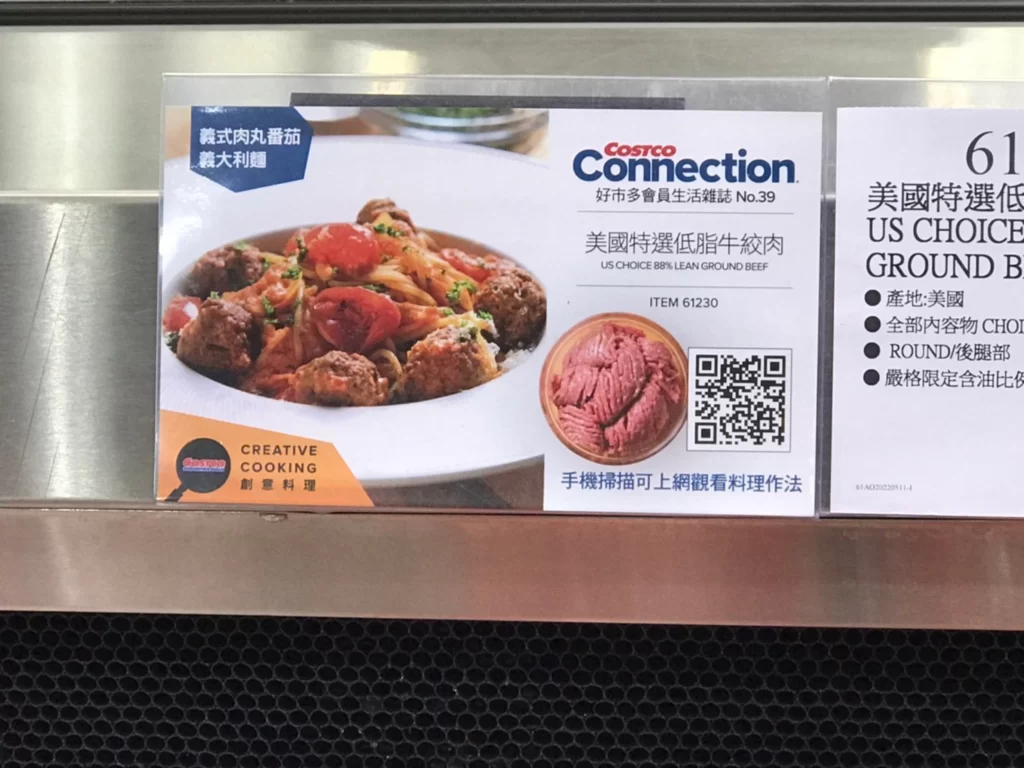 義式肉丸番茄
義大利麵
COSTCO
Connection
好市多會員生活雜誌 No.39
美國特選低脂牛絞肉
US CHOICE 88% LEAN GROUND BEEF
ITEM 61230
手機掃描可上網觀看料理作法
COSTCO
CREATIVE
COOKING
創意料理
61
美國特選低
US CHOICE
GROUND B
● 產地:美國
● 全部內容物 CHOI
● ROUND/後腿部
● 嚴格限定含油比例
61AO20220511-I